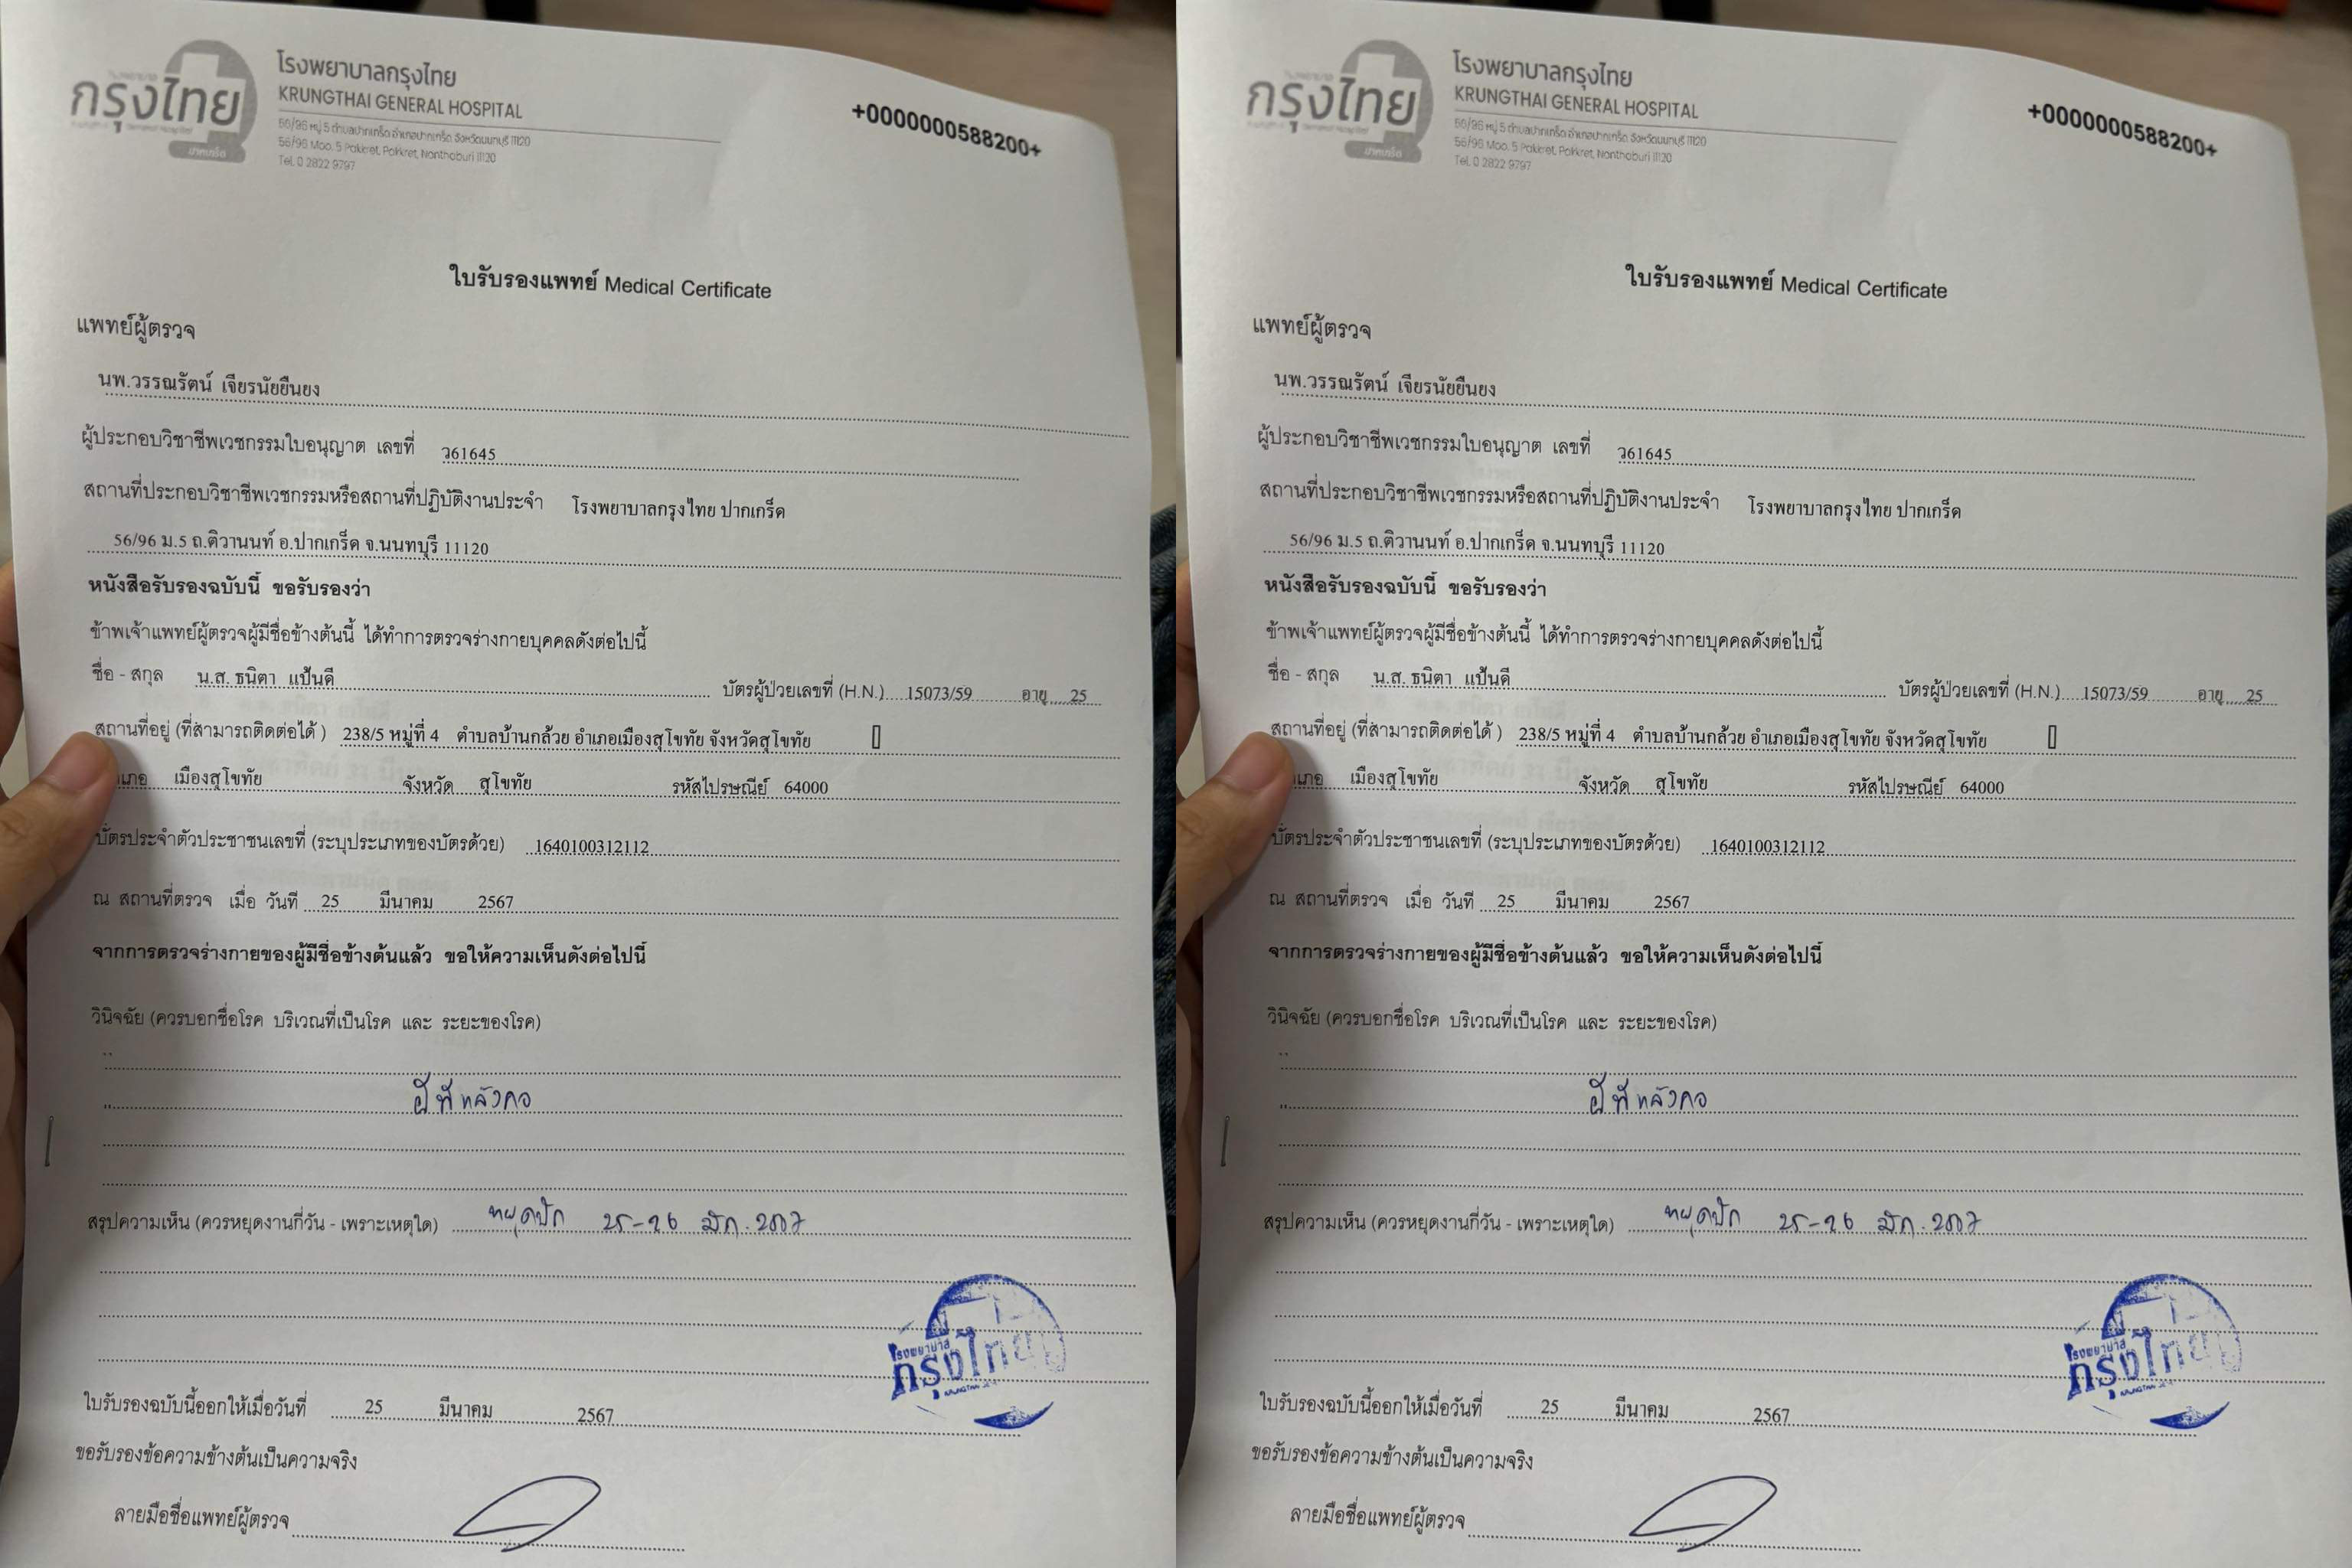 โรงพยาบาลกรุงไทย
KRUNGTHAI GENERAL HOSPITAL
56/96 หมู่ 5 ตำบลปากเกร็ด อำเภอปากเกร็ด จังหวัดนนทบุรี 11120
56/96 Moo. 5 Pakkret, Pakkret, Nonthaburi 11120
Tel. 0 2822 9797
กรุงไทย
ปากเกร็ด
+0000000588200+
ใบรับรองแพทย์ Medical Certificate
แพทย์ผู้ตรวจ
นพ.วรรณรัตน์ เจียรนัยยืนยง
ผู้ประกอบวิชาชีพเวชกรรมใบอนุญาต เลขที่ ว61645
สถานที่ประกอบวิชาชีพเวชกรรมหรือสถานที่ปฏิบัติงานประจำ โรงพยาบาลกรุงไทย ปากเกร็ด
56/96 ม.5 ถ.ติวานนท์ อ.ปากเกร็ด จ.นนทบุรี 11120
หนังสือรับรองฉบับนี้ ขอรับรองว่า
ข้าพเจ้าแพทย์ผู้ตรวจผู้มีชื่อข้างต้นนี้ ได้ทำการตรวจร่างกายบุคคลดังต่อไปนี้
ชื่อ - สกุล น.ส. ธนิตา แป้นดี บัตรผู้ป่วยเลขที่ (H.N.) 15073/59 อายุ 25
สถานที่อยู่ (ที่สามารถติดต่อได้ ) 238/5 หมู่ที่ 4 ตำบลบ้านกล้วย อำเภอเมืองสุโขทัย จังหวัดสุโขทัย
เภอ เมืองสุโขทัย จังหวัด สุโขทัย รหัสไปรษณีย์ 64000
บัตรประจำตัวประชาชนเลขที่ (ระบุประเภทของบัตรด้วย) 1640100312112
ณ สถานที่ตรวจ เมื่อ วันที่ 25 มีนาคม 2567
จากการตรวจร่างกายของผู้มีชื่อข้างต้นแล้ว ขอให้ความเห็นดังต่อไปนี้
วินิจฉัย (ควรบอกชื่อโรค บริเวณที่เป็นโรค และ ระยะของโรค)
ฝีที่หลังคอ
สรุปความเห็น (ควรหยุดงานกี่วัน - เพราะเหตุใด) หยุดพัก 25-26 มีค. 2567
โรงพยาบาล
กรุงไทย
ใบรับรองฉบับนี้ออกให้เมื่อวันที่ 25 มีนาคม 2567
ขอรับรองข้อความข้างต้นเป็นความจริง
ลายมือชื่อแพทย์ผู้ตรวจ
โรงพยาบาลกรุงไทย
KRUNGTHAI GENERAL HOSPITAL
56/96 หมู่ 5 ตำบลปากเกร็ด อำเภอปากเกร็ด จังหวัดนนทบุรี 11120
56/96 Moo. 5 Pakkret, Pakkret, Nonthaburi 11120
Tel. 0 2822 9797
กรุงไทย
ปากเกร็ด
+0000000588200+
ใบรับรองแพทย์ Medical Certificate
แพทย์ผู้ตรวจ
นพ.วรรณรัตน์ เจียรนัยยืนยง
ผู้ประกอบวิชาชีพเวชกรรมใบอนุญาต เลขที่ ว61645
สถานที่ประกอบวิชาชีพเวชกรรมหรือสถานที่ปฏิบัติงานประจำ โรงพยาบาลกรุงไทย ปากเกร็ด
56/96 ม.5 ถ.ติวานนท์ อ.ปากเกร็ด จ.นนทบุรี 11120
หนังสือรับรองฉบับนี้ ขอรับรองว่า
ข้าพเจ้าแพทย์ผู้ตรวจผู้มีชื่อข้างต้นนี้ ได้ทำการตรวจร่างกายบุคคลดังต่อไปนี้
ชื่อ - สกุล น.ส. ธนิตา แป้นดี บัตรผู้ป่วยเลขที่ (H.N.) 15073/59 อายุ 25
สถานที่อยู่ (ที่สามารถติดต่อได้ ) 238/5 หมู่ที่ 4 ตำบลบ้านกล้วย อำเภอเมืองสุโขทัย จังหวัดสุโขทัย
เภอ เมืองสุโขทัย จังหวัด สุโขทัย รหัสไปรษณีย์ 64000
บัตรประจำตัวประชาชนเลขที่ (ระบุประเภทของบัตรด้วย) 1640100312112
ณ สถานที่ตรวจ เมื่อ วันที่ 25 มีนาคม 2567
จากการตรวจร่างกายของผู้มีชื่อข้างต้นแล้ว ขอให้ความเห็นดังต่อไปนี้
วินิจฉัย (ควรบอกชื่อโรค บริเวณที่เป็นโรค และ ระยะของโรค)
ฝีที่หลังคอ
สรุปความเห็น (ควรหยุดงานกี่วัน - เพราะเหตุใด) หยุดพัก 25-26 มีค. 2567
โรงพยาบาล
กรุงไทย
ใบรับรองฉบับนี้ออกให้เมื่อวันที่ 25 มีนาคม 2567
ขอรับรองข้อความข้างต้นเป็นความจริง
ลายมือชื่อแพทย์ผู้ตรวจ